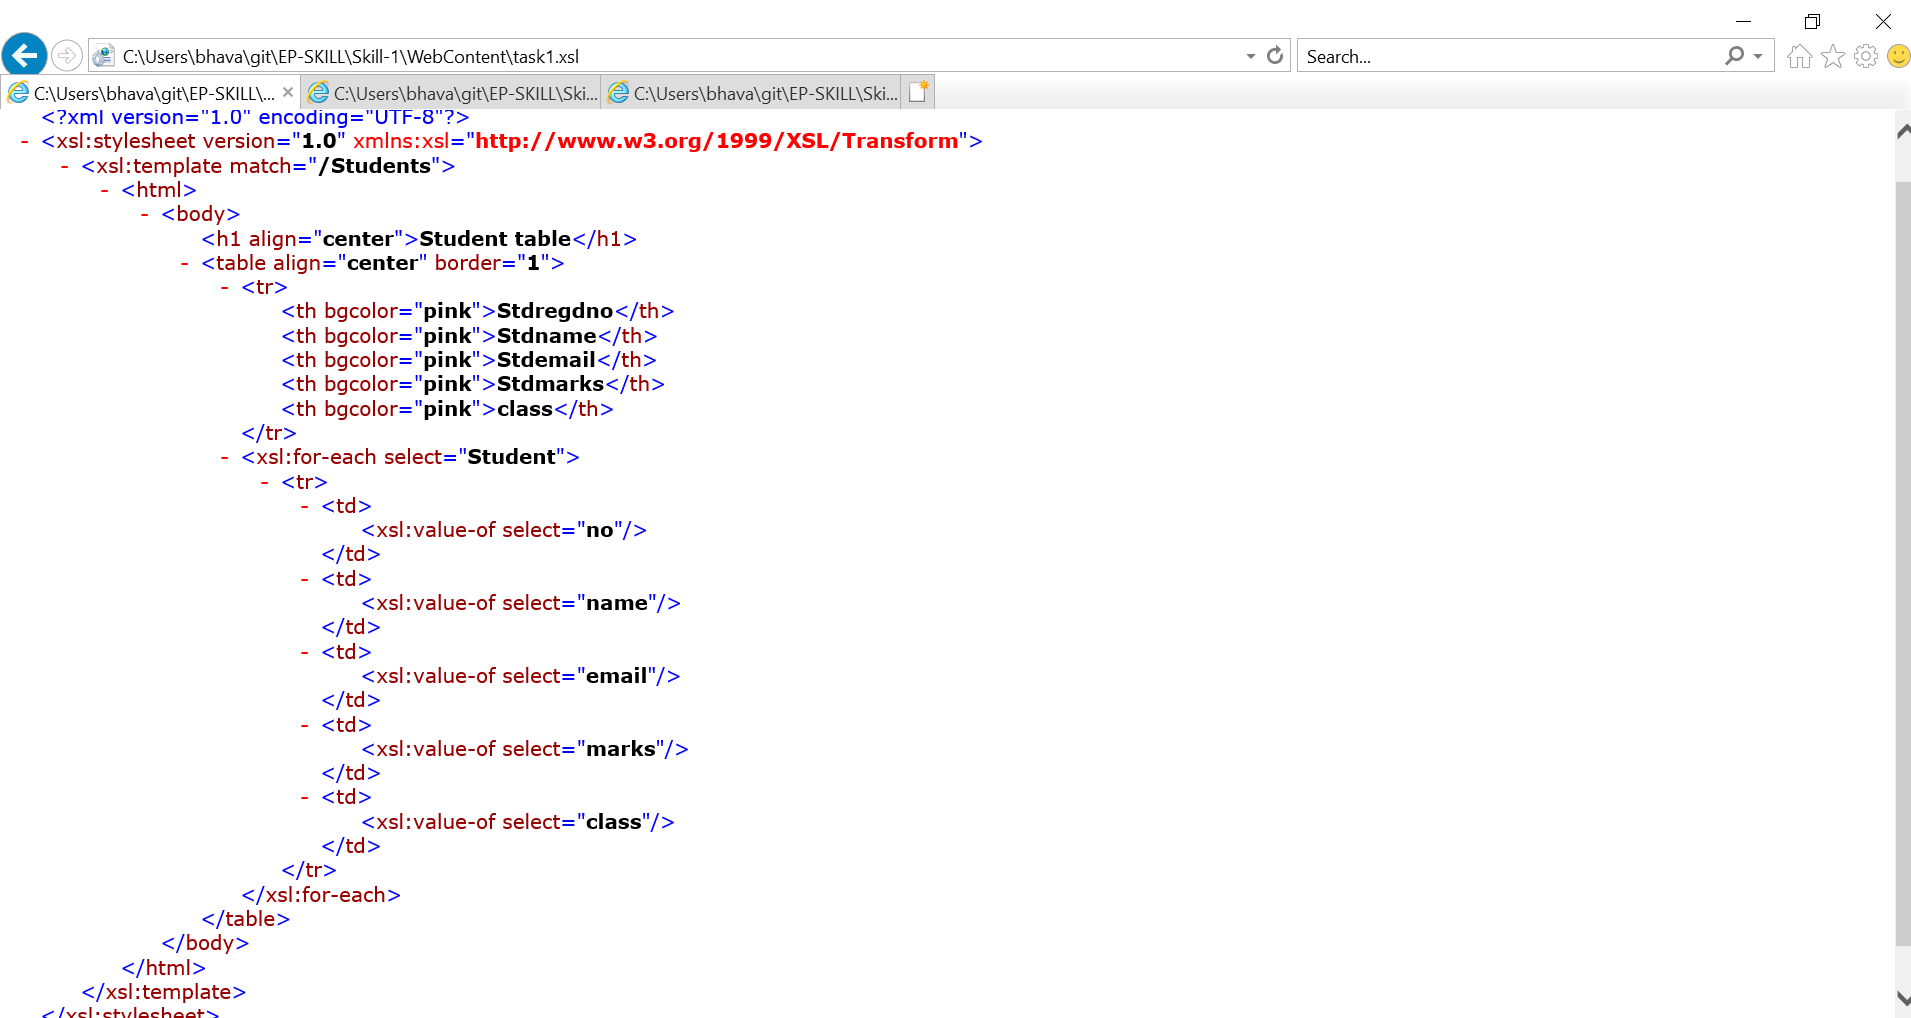 C:\Users\bhava\git\EP-SKILL\Skill-1\WebContent\task1.xsl
Search...
C:\Users\bhava\git\EP-SKILL\...
C:\Users\bhava\git\EP-SKILL\Ski...
C:\Users\bhava\git\EP-SKILL\Ski...
<?xml version="1.0" encoding="UTF-8"?>
- <xsl:stylesheet version="1.0" xmlns:xsl="http://www.w3.org/1999/XSL/Transform">
- <xsl:template match="/Students">
- <html>
- <body>
<h1 align="center">Student table</h1>
- <table align="center" border="1">
- <tr>
<th bgcolor="pink">Stdregdno</th>
<th bgcolor="pink">Stdname</th>
<th bgcolor="pink">Stdemail</th>
<th bgcolor="pink">Stdmarks</th>
<th bgcolor="pink">class</th>
</tr>
- <xsl:for-each select="Student">
- <tr>
- <td>
<xsl:value-of select="no"/>
</td>
- <td>
<xsl:value-of select="name"/>
</td>
- <td>
<xsl:value-of select="email"/>
</td>
- <td>
<xsl:value-of select="marks"/>
</td>
- <td>
<xsl:value-of select="class"/>
</td>
</tr>
</xsl:for-each>
</table>
</body>
</html>
</xsl:template>
</xsl:stylesheet>